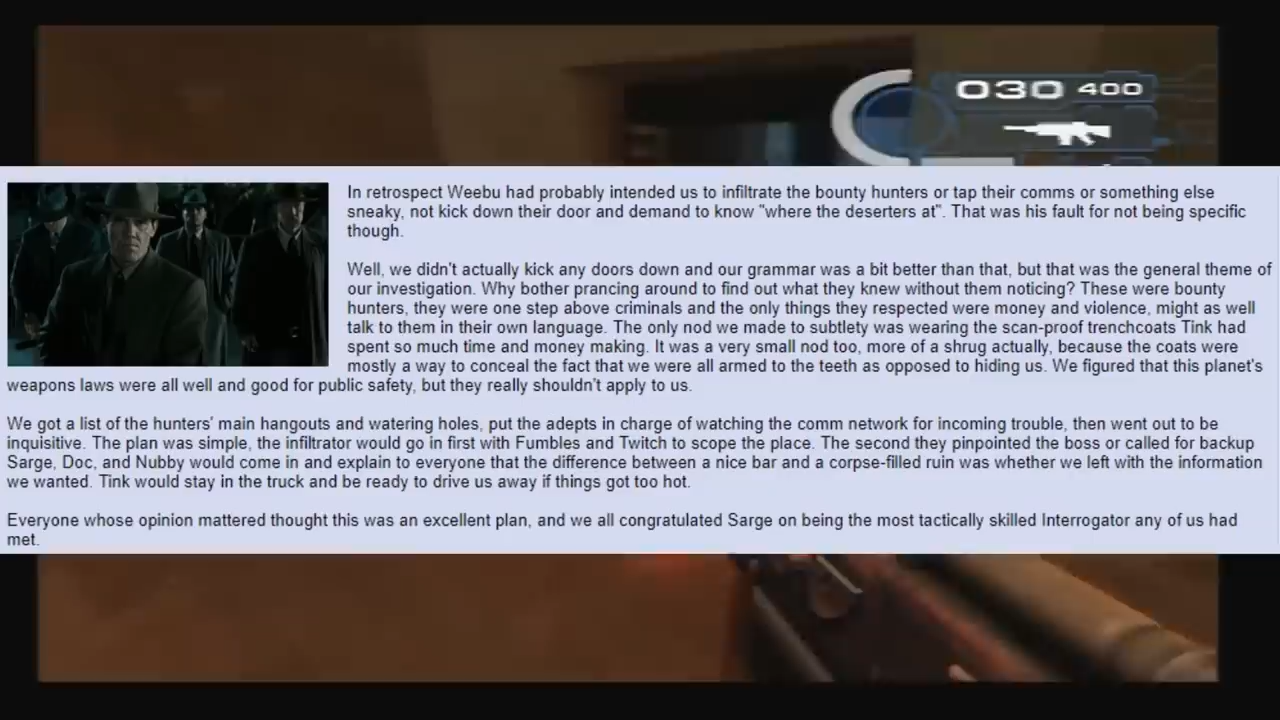 030 400
In retrospect Weebu had probably intended us to infiltrate the bounty hunters or tap their comms or something else
sneaky, not kick down their door and demand to know "where the deserters at". That was his fault for not being specific
though.
Well, we didn't actually kick any doors down and our grammar was a bit better than that, but that was the general theme of
our investigation. Why bother prancing around to find out what they knew without them noticing? These were bounty
hunters, they were one step above criminals and the only things they respected were money and violence, might as well
talk to them in their own language. The only nod we made to subtlety was wearing the scan-proof trenchcoats Tink had
spent so much time and money making. It was a very small nod too, more of a shrug actually, because the coats were
mostly a way to conceal the fact that we were all armed to the teeth as opposed to hiding us. We figured that this planet's
weapons laws were all well and good for public safety, but they really shouldn't apply to us.
We got a list of the hunters' main hangouts and watering holes, put the adepts in charge of watching the comm network for incoming trouble, then went out to be
inquisitive. The plan was simple, the infiltrator would go in first with Fumbles and Twitch to scope the place. The second they pinpointed the boss or called for backup
Sarge, Doc, and Nubby would come in and explain to everyone that the difference between a nice bar and a corpse-filled ruin was whether we left with the information
we wanted. Tink would stay in the truck and be ready to drive us away if things got too hot.
Everyone whose opinion mattered thought this was an excellent plan, and we all congratulated Sarge on being the most tactically skilled Interrogator any of us had
met.